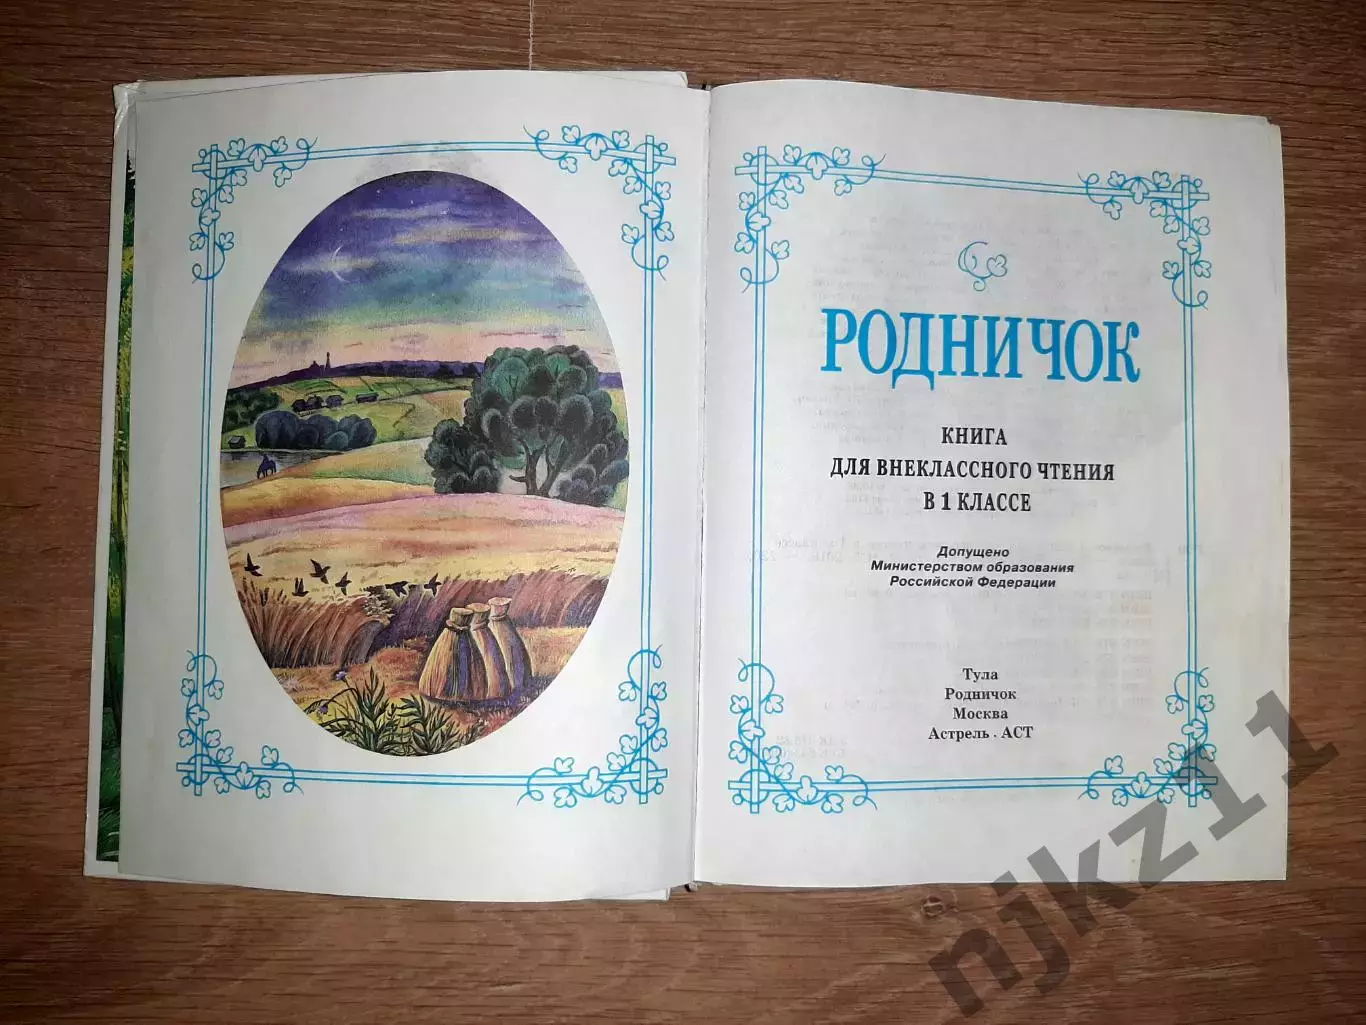 РОДНИЧОК
КНИГА
ДЛЯ ВНЕКЛАССНОГО ЧТЕНИЯ
В 1 КЛАССЕ
Допущено
Министерством образования
Российской Федерации
Тула
Родничок
Москва
Астрель . АСТ
njkz11